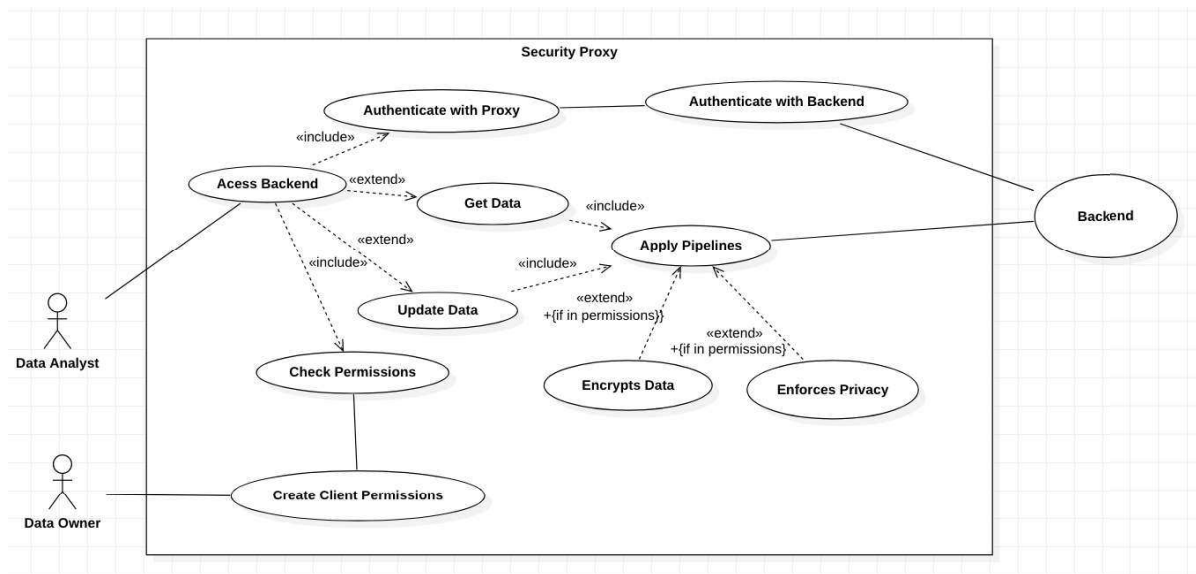 Security Proxy
Authenticate with Proxy
Authenticate with Backend
«include»
Acess Backend
«extend»
Get Data
«include»
Backend
«extend»
Apply Pipelines
«include»
«include»
Update Data
«extend»
+{if in permissions}}
«extend»
+{if in permissions}
Data Analyst
Check Permissions
Encrypts Data
Enforces Privacy
Create Client Permissions
Data Owner